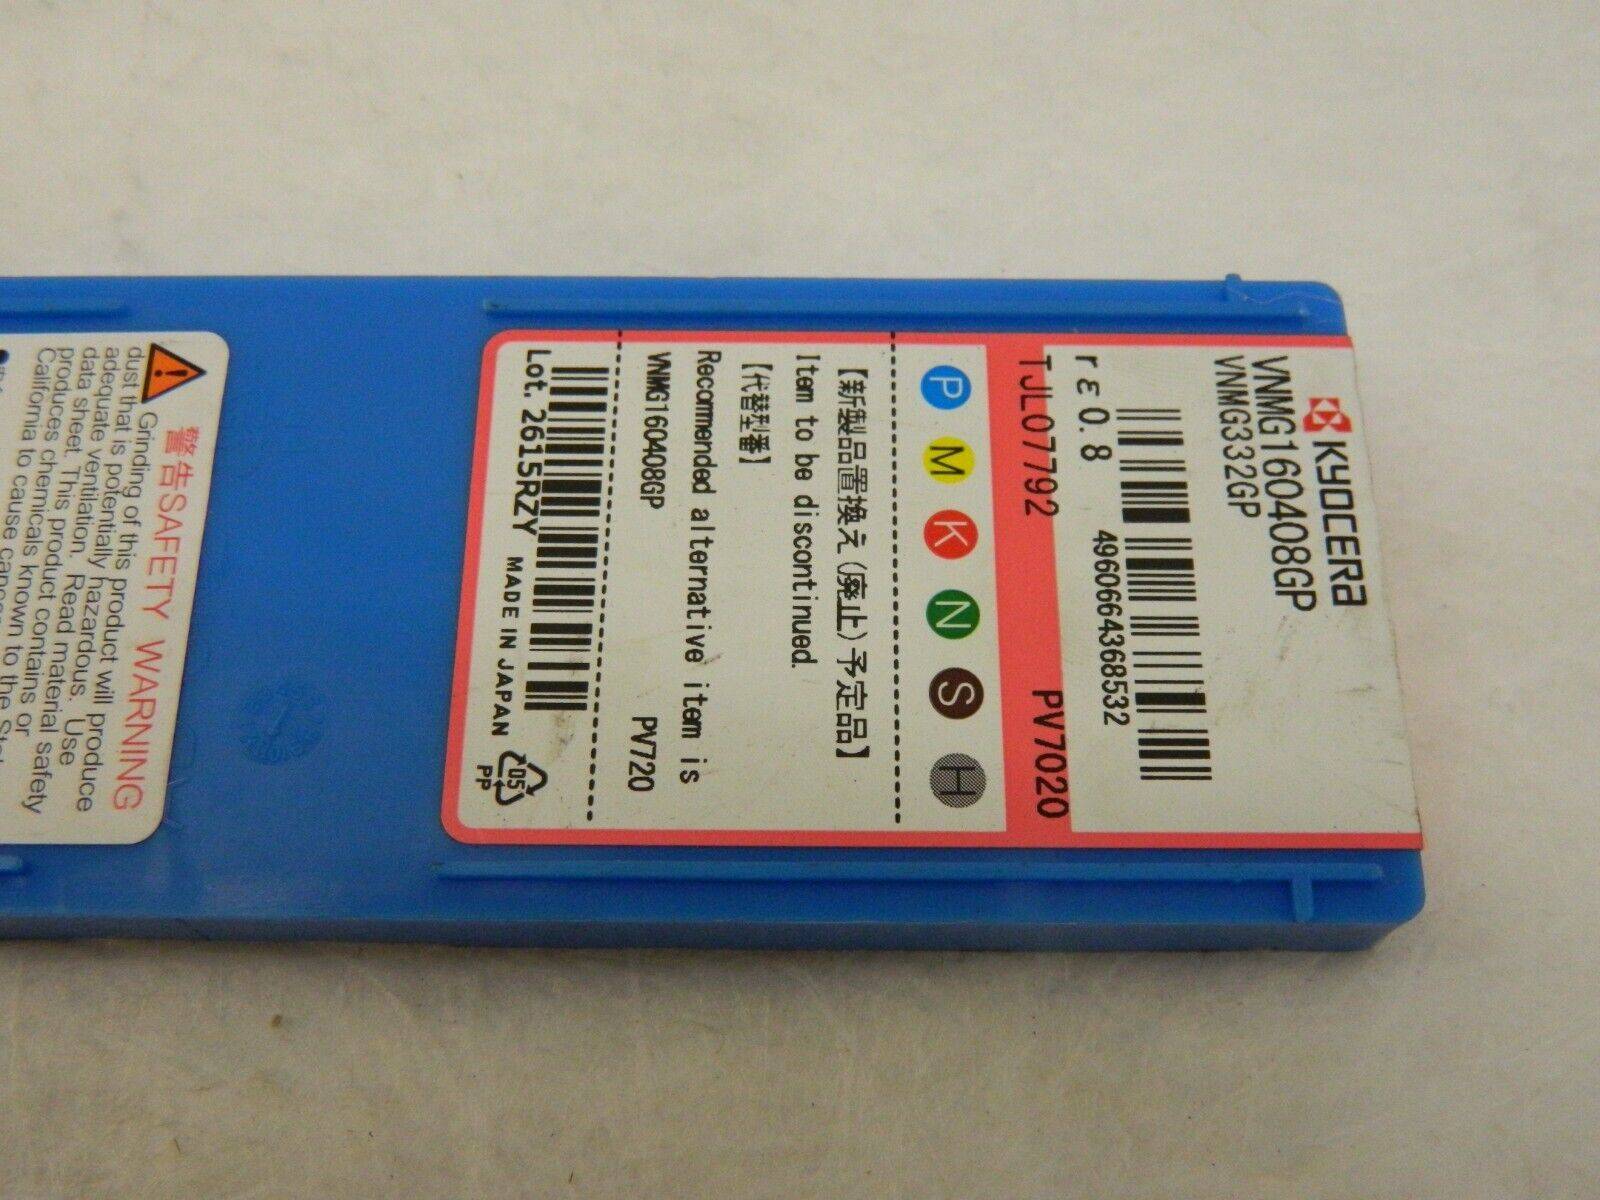 KYOCERA
VNMG160408GP
VNMG332GP
4960664368532
rε0.8
TJL07792 PV7020
P M K N S H
【新製品置換え(廃止)予定品】
Item to be discontinued.
【代替型番】
Recommended alternative item is
VNMG160408GP PV720
Lot. 2615RZY MADE IN JAPAN
05
PP
警告SAFETY WARNING
Grinding of this product will produce
dust that is potentially hazardous. Use
adequate ventilation. Read material safety
data sheet. This product contains or
produces chemicals known to the
California to cause cancer